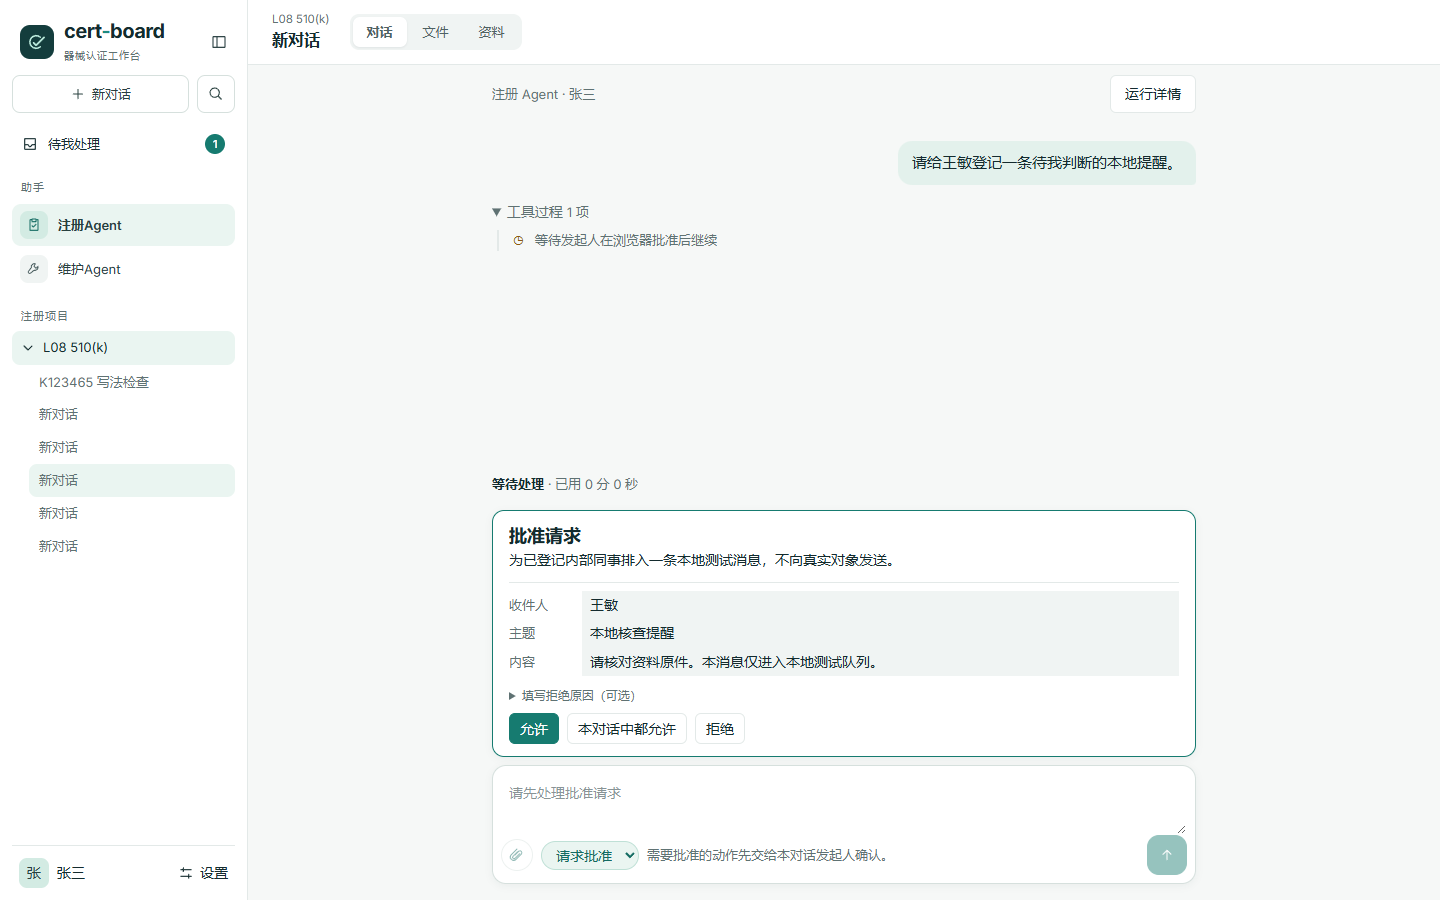 cert-board
器械认证工作台
新对话
待我处理
1
助手
注册Agent
维护Agent
注册项目
L08 510(k)
K123465 写法检查
新对话
新对话
新对话
新对话
新对话
张
张三
设置
L08 510(k)
新对话
对话
文件
资料
注册 Agent · 张三
运行详情
请给王敏登记一条待我判断的本地提醒。
工具过程 1 项
等待发起人在浏览器批准后继续
等待处理 · 已用 0 分 0 秒
批准请求
为已登记内部同事排入一条本地测试消息，不向真实对象发送。
收件人 王敏
主题 本地核查提醒
内容 请核对资料原件。本消息仅进入本地测试队列。
填写拒绝原因（可选）
允许
本对话中都允许
拒绝
请先处理批准请求
请求批准
需要批准的动作先交给本对话发起人确认。